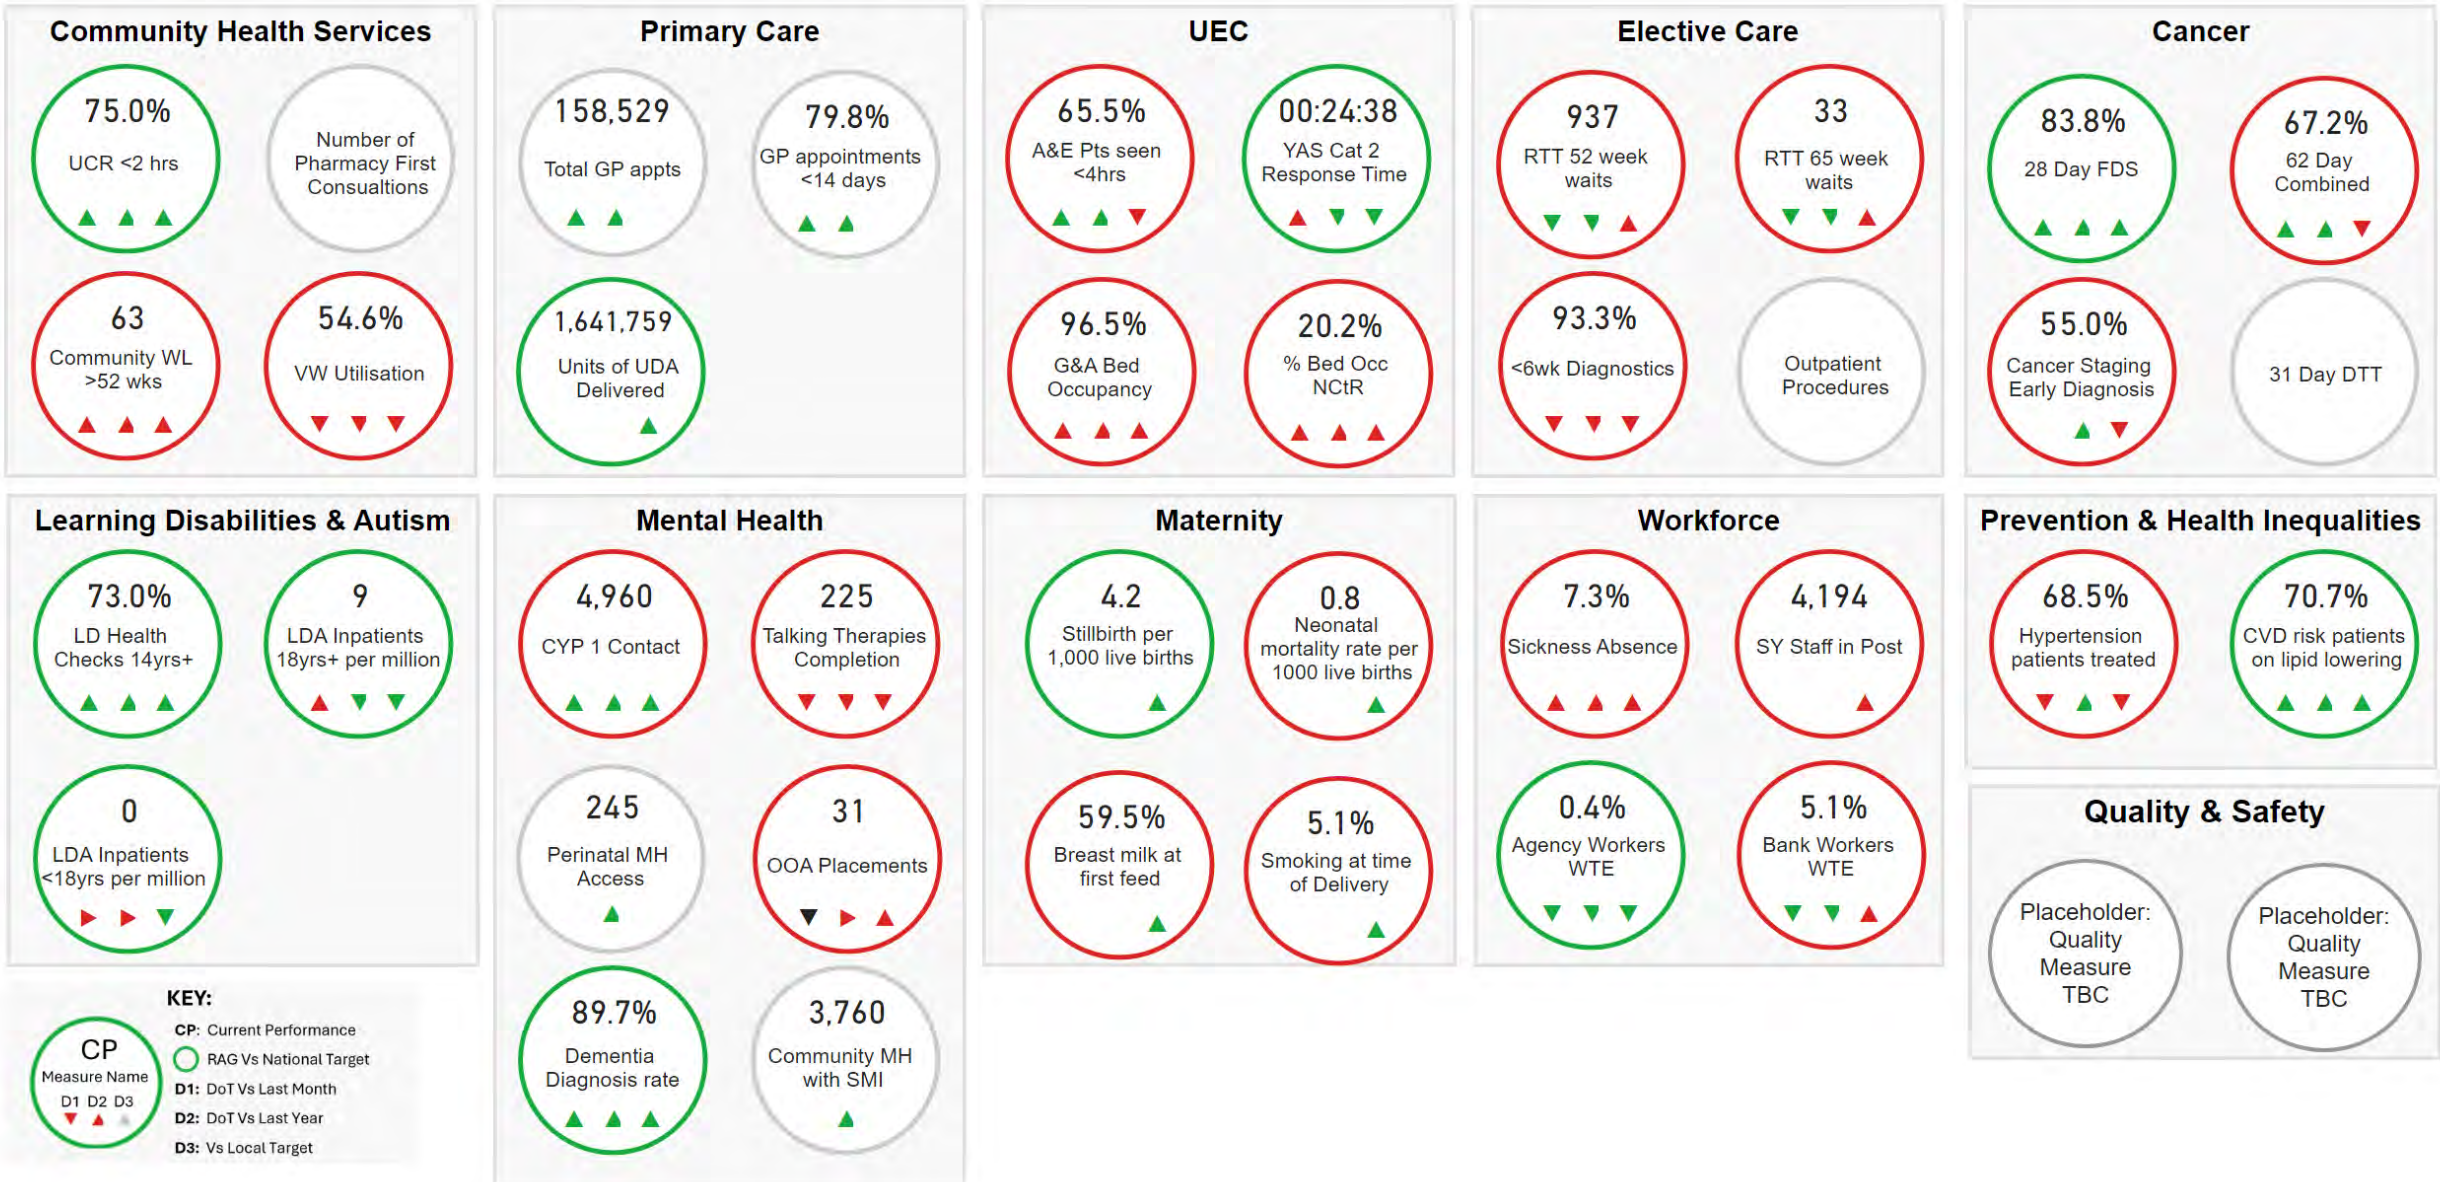 Community Health Services
75.0%
UCR <2 hrs
Number of
Pharmacy First
Consualtions
63
Community WL
>52 wks
54.6%
VW Utilisation
Primary Care
158,529
Total GP appts
79.8%
GP appointments
<14 days
1,641,759
Units of UDA
Delivered
UEC
65.5%
A&E Pts seen
<4hrs
00:24:38
YAS Cat 2
Response Time
96.5%
G&A Bed
Occupancy
20.2%
% Bed Occ
NCtR
Elective Care
937
RTT 52 week
waits
33
RTT 65 week
waits
93.3%
<6wk Diagnostics
Outpatient
Procedures
Cancer
83.8%
28 Day FDS
67.2%
62 Day
Combined
55.0%
Cancer Staging
Early Diagnosis
31 Day DTT
Learning Disabilities & Autism
73.0%
LD Health
Checks 14yrs+
9
LDA Inpatients
18yrs+ per million
0
LDA Inpatients
<18yrs per million
Mental Health
4,960
CYP 1 Contact
225
Talking Therapies
Completion
245
Perinatal MH
Access
31
OOA Placements
89.7%
Dementia
Diagnosis rate
3,760
Community MH
with SMI
Maternity
4.2
Stillbirth per
1,000 live births
0.8
Neonatal
mortality rate per
1000 live births
59.5%
Breast milk at
first feed
5.1%
Smoking at time
of Delivery
Workforce
7.3%
Sickness Absence
4,194
SY Staff in Post
0.4%
Agency Workers
WTE
5.1%
Bank Workers
WTE
Prevention & Health Inequalities
68.5%
Hypertension
patients treated
70.7%
CVD risk patients
on lipid lowering
Quality & Safety
Placeholder:
Quality
Measure
TBC
Placeholder:
Quality
Measure
TBC
KEY:
CP
Measure Name
D1 D2 D3
CP: Current Performance
RAG Vs National Target
D1: DoT Vs Last Month
D2: DoT Vs Last Year
D3: Vs Local Target